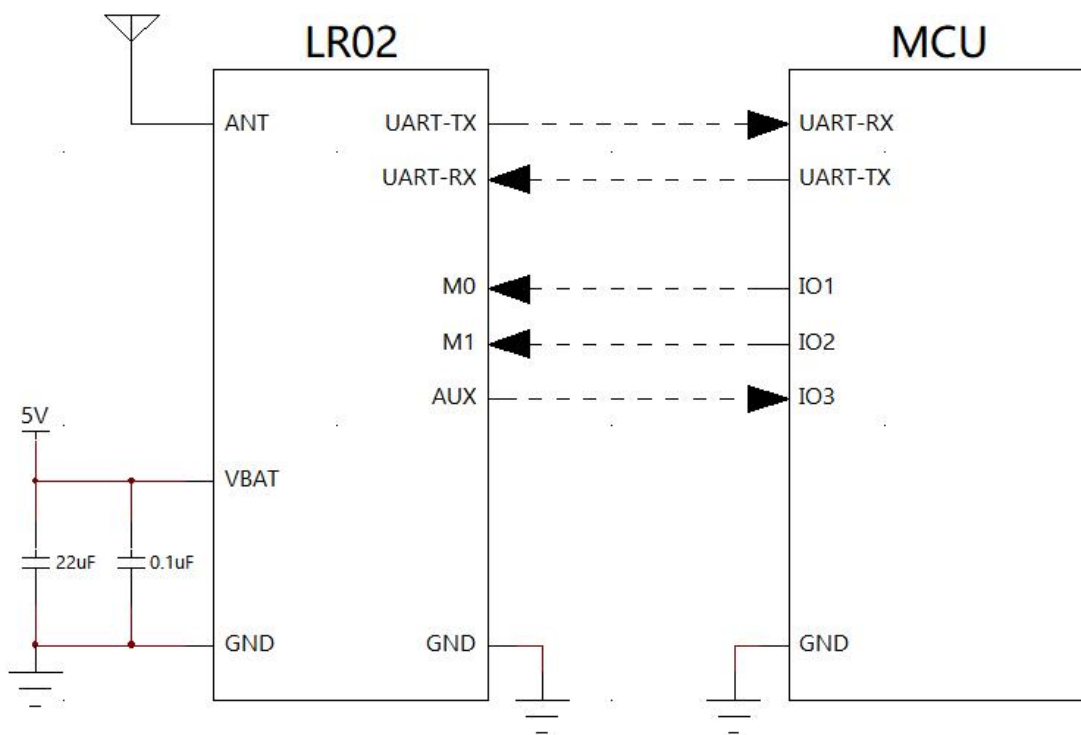 LR02
MCU
ANT
UART-TX
UART-RX
UART-RX
UART-TX
M0
IO1
M1
IO2
AUX
IO3
5V
VBAT
22uF
0.1uF
GND
GND
GND